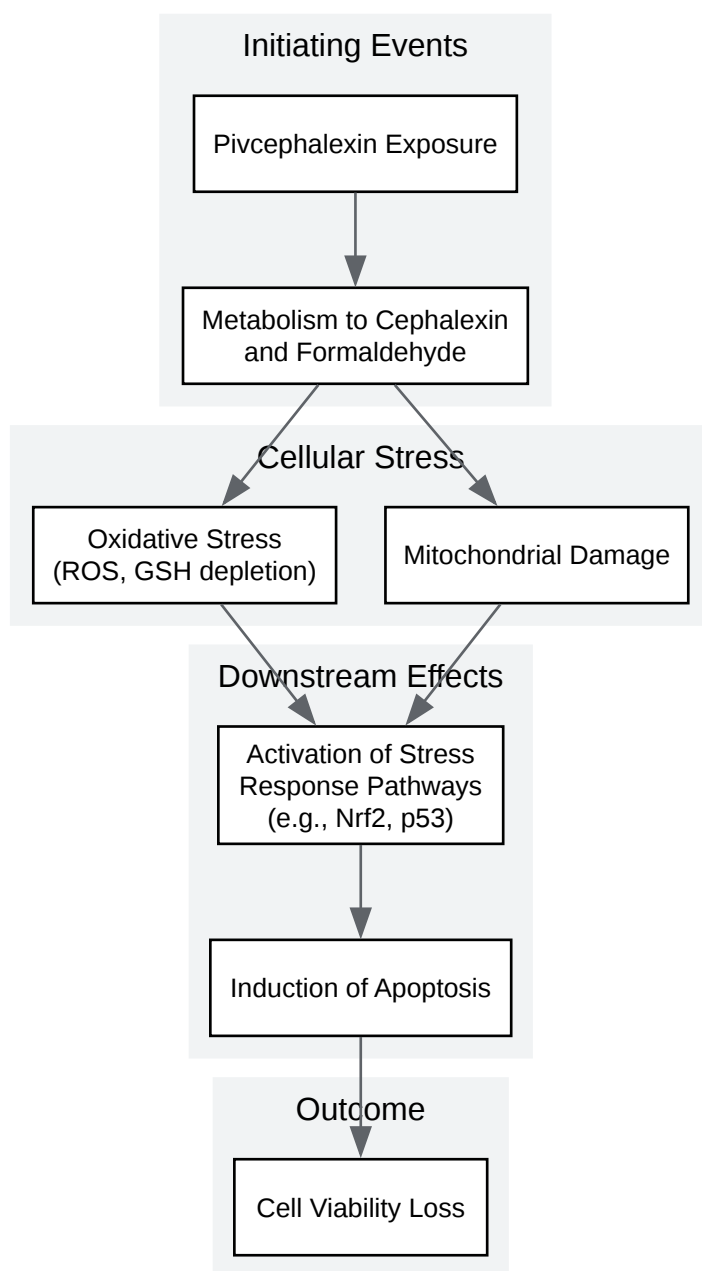 Initiating Events
Pivcephalexin Exposure
Metabolism to Cephalexin
and Formaldehyde
Cellular Stress
Oxidative Stress
(ROS, GSH depletion)
Mitochondrial Damage
Downstream Effects
Activation of Stress
Response Pathways
(e.g., Nrf2, p53)
Induction of Apoptosis
Outcome
Cell Viability Loss